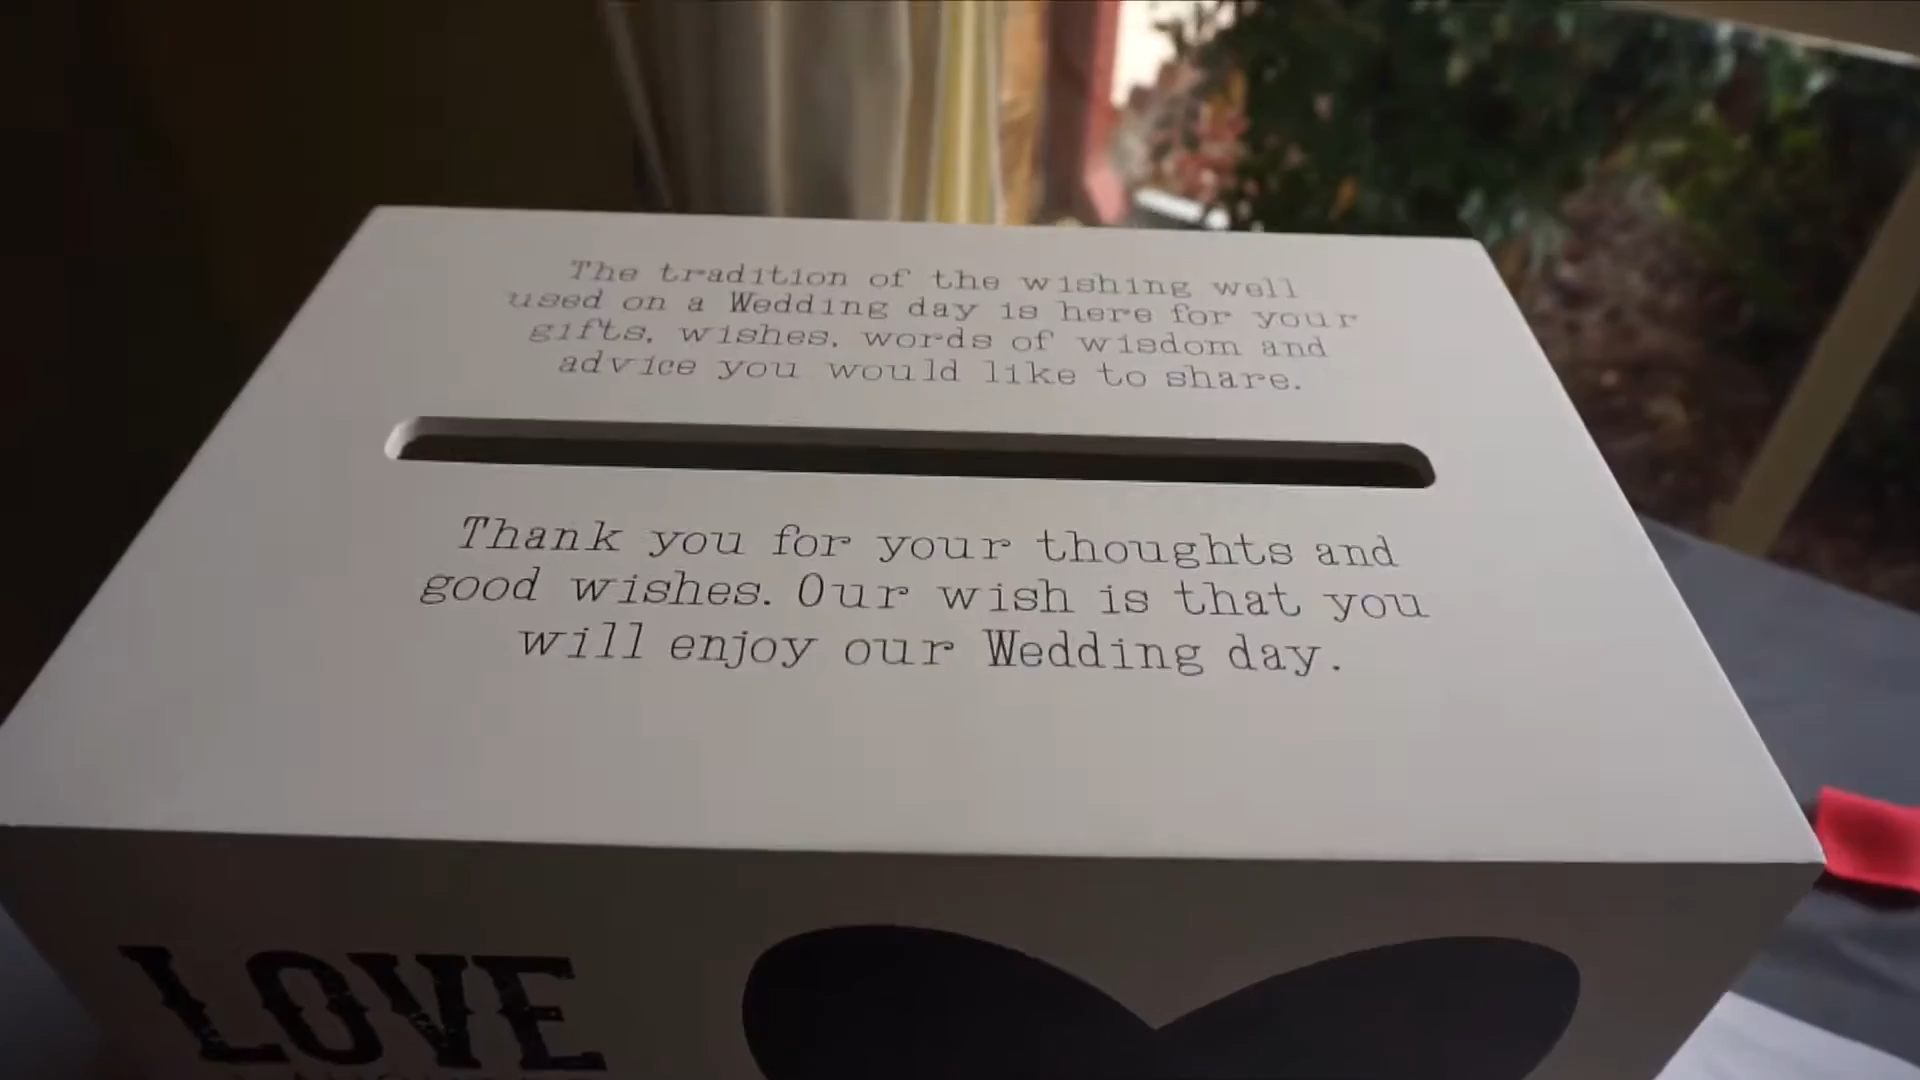 The tradition of the wishing well
used on a Wedding day is here for your
gifts, wishes, words of wisdom and
advice you would like to share.
Thank you for your thoughts and
good wishes. Our wish is that you
will enjoy our Wedding day.
LOVE